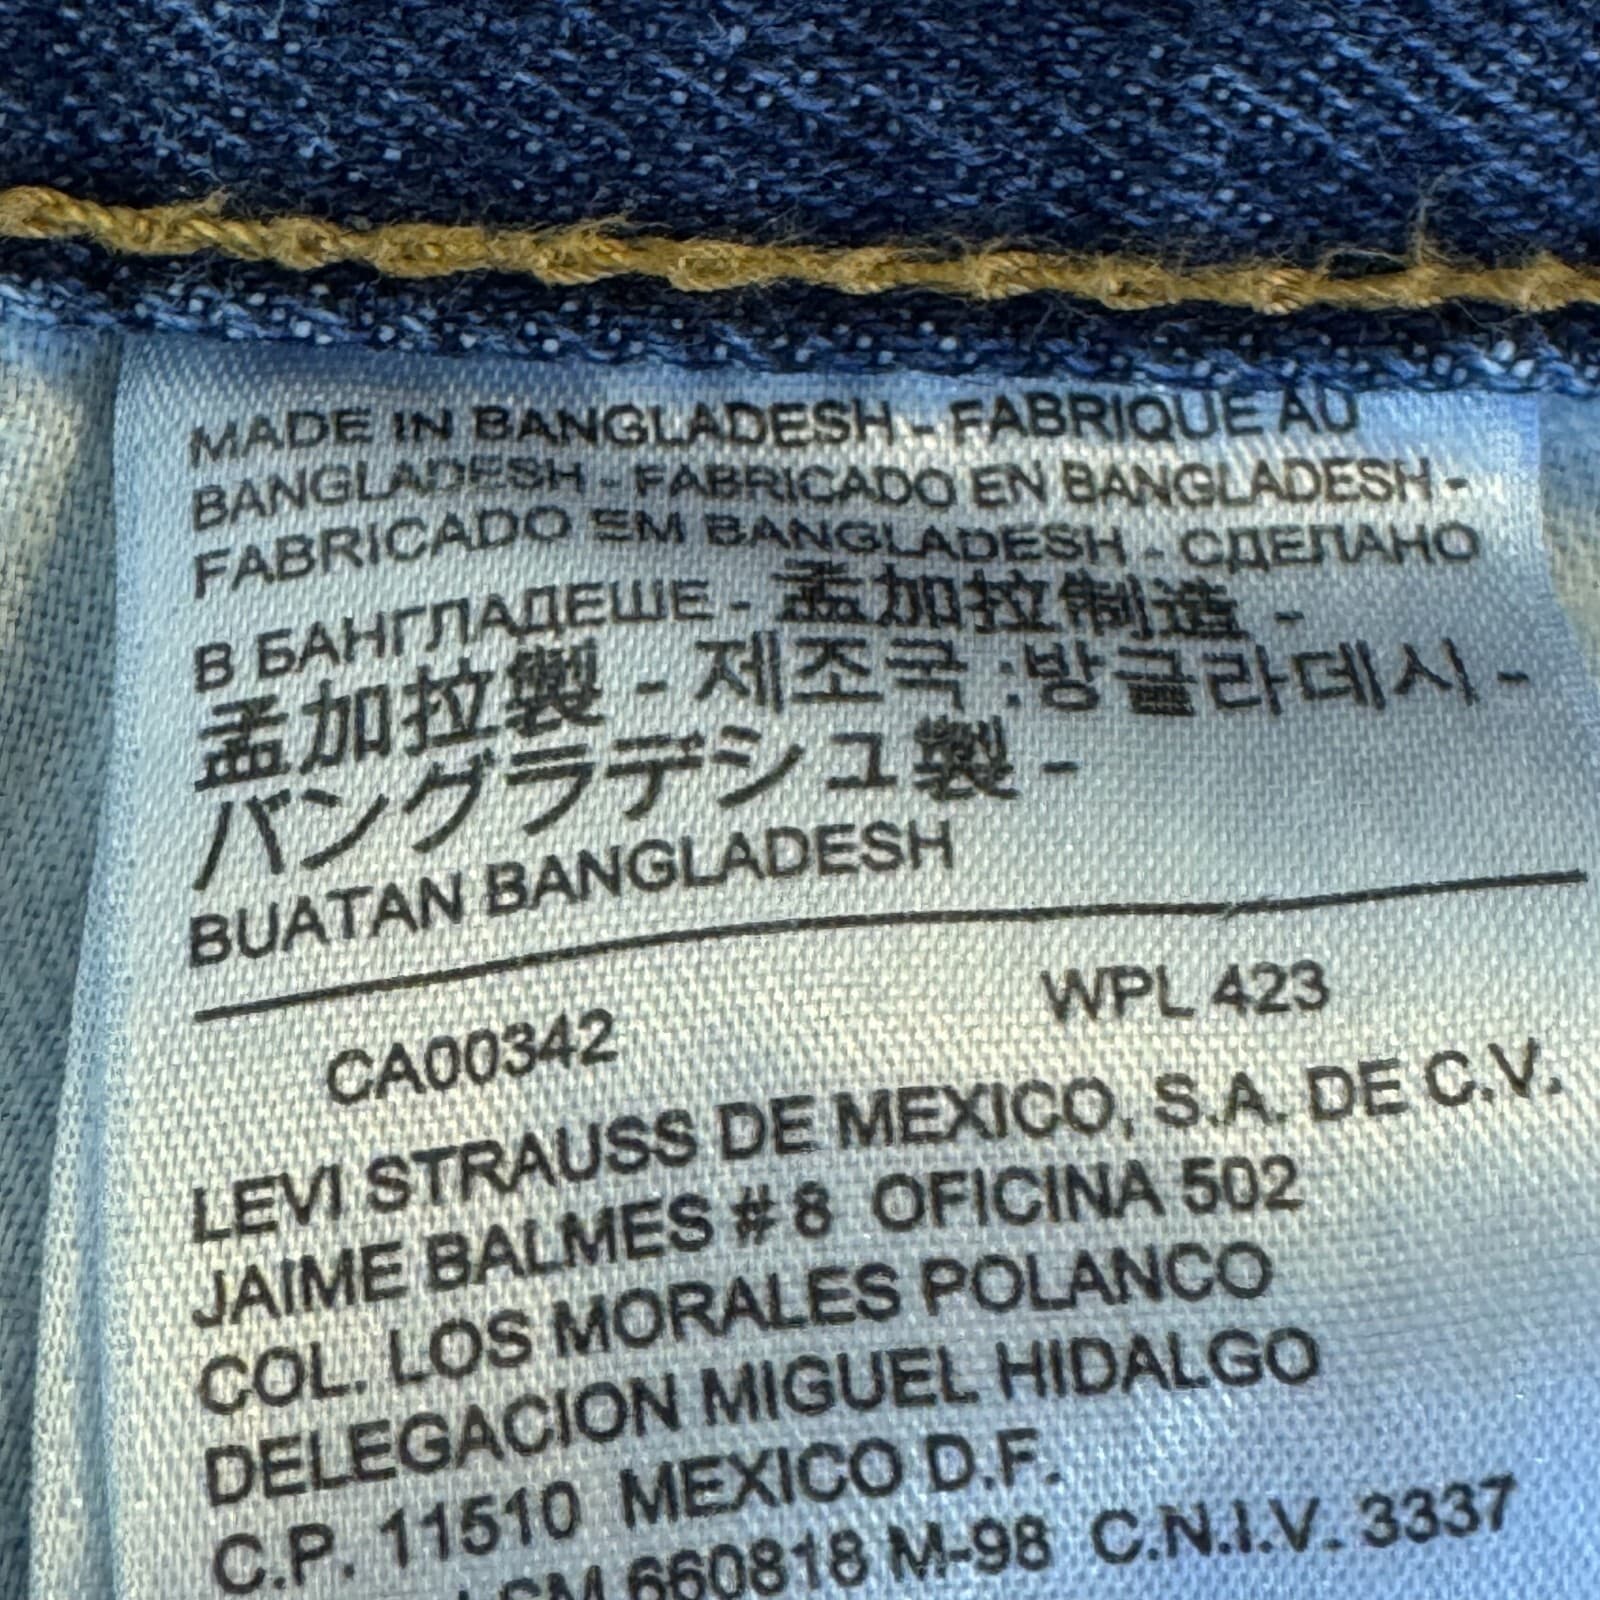 MADE IN BANGLADESH - FABRIQUE AU
BANGLADESH - FABRICADO EN BANGLADESH -
FABRICADO EM BANGLADESH - СДЕЛАНО
В БАНГЛАДЕШЕ - 孟加拉制造 -
孟加拉製 - 제조국 :방글라데시 -
バングラデシュ製 -
BUATAN BANGLADESH
CA00342 WPL 423
LEVI STRAUSS DE MEXICO, S.A. DE C.V.
JAIME BALMES # 8 OFICINA 502
COL. LOS MORALES POLANCO
DELEGACION MIGUEL HIDALGO
C.P. 11510 MEXICO D.F.
660818 M-98 C.N.I.V. 3337